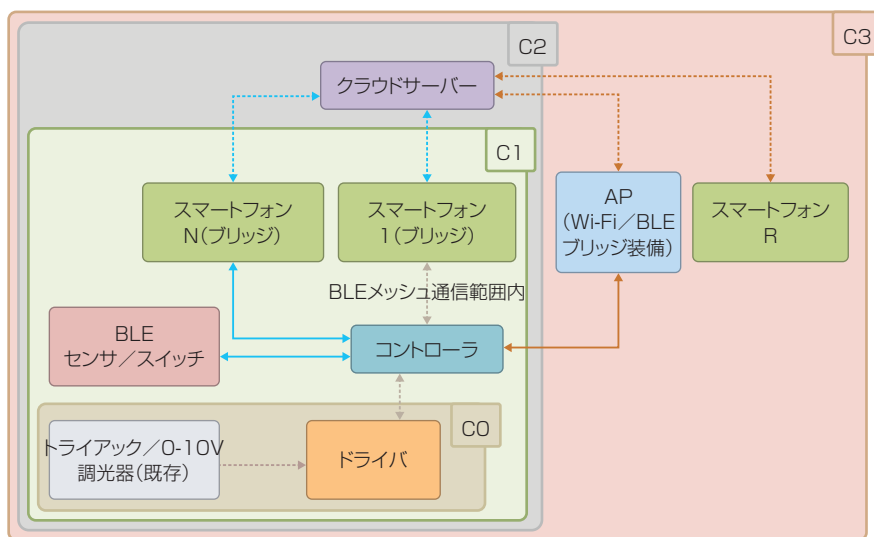 C3
C2
クラウドサーバー
C1
スマートフォン
N（ブリッジ）
スマートフォン
1（ブリッジ）
AP
（Wi-Fi／BLE
ブリッジ装備）
スマートフォン
R
BLEメッシュ通信範囲内
BLE
センサ／スイッチ
コントローラ
C0
トライアック／0-10V
調光器（既存）
ドライバ